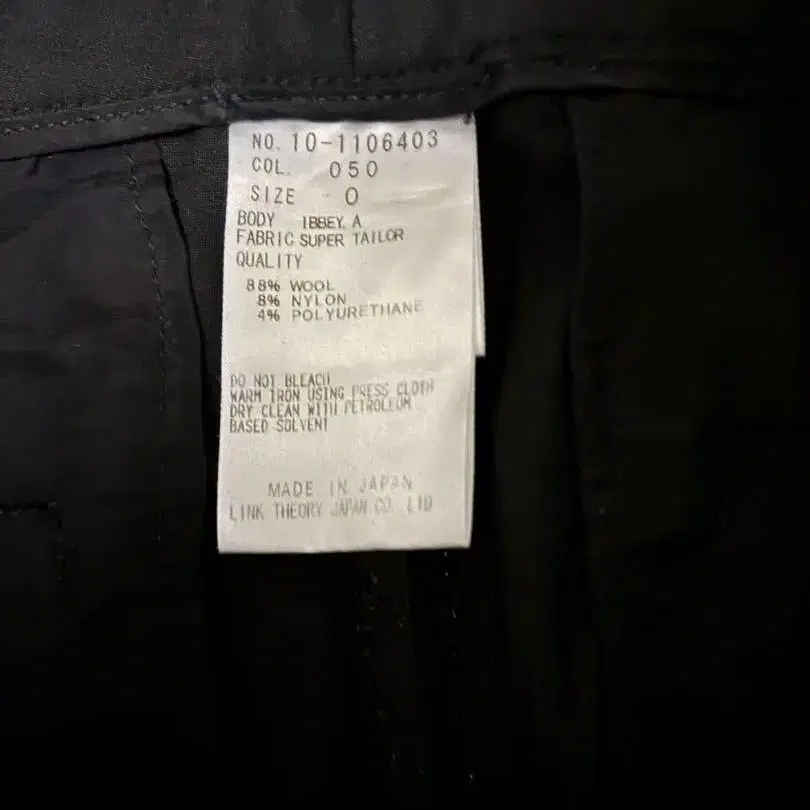 NO. 10-1106403
COL. 050
SIZE 0
BODY IBBEY. A
FABRIC SUPER TAILOR
QUALITY
88% WOOL
8% NYLON
4% POLYURETHANE
DO NOT BLEACH
WARM IRON USING PRESS CLOTH
DRY CLEAN WITH PETROLEUM
BASED SOLVENT
MADE IN JAPAN
LINK THEORY JAPAN CO. LTD